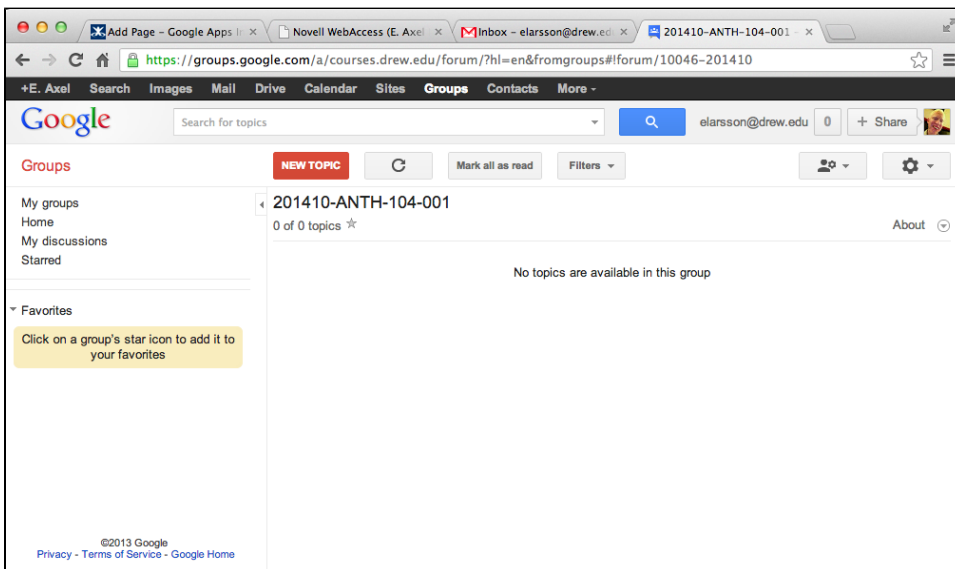 Add Page – Google Apps In
Novell WebAccess (E. Axel
Inbox – elarsson@drew.ed
201410-ANTH-104-001 -
https://groups.google.com/a/courses.drew.edu/forum/?hl=en&fromgroups#!forum/10046-201410
+E. Axel Search Images Mail Drive Calendar Sites Groups Contacts More -
Google Search for topics elarsson@drew.edu 0 + Share
Groups NEW TOPIC C Mark all as read Filters
My groups
Home
My discussions
Starred
201410-ANTH-104-001
0 of 0 topics About
No topics are available in this group
Favorites
Click on a group's star icon to add it to
your favorites
©2013 Google
Privacy - Terms of Service - Google Home